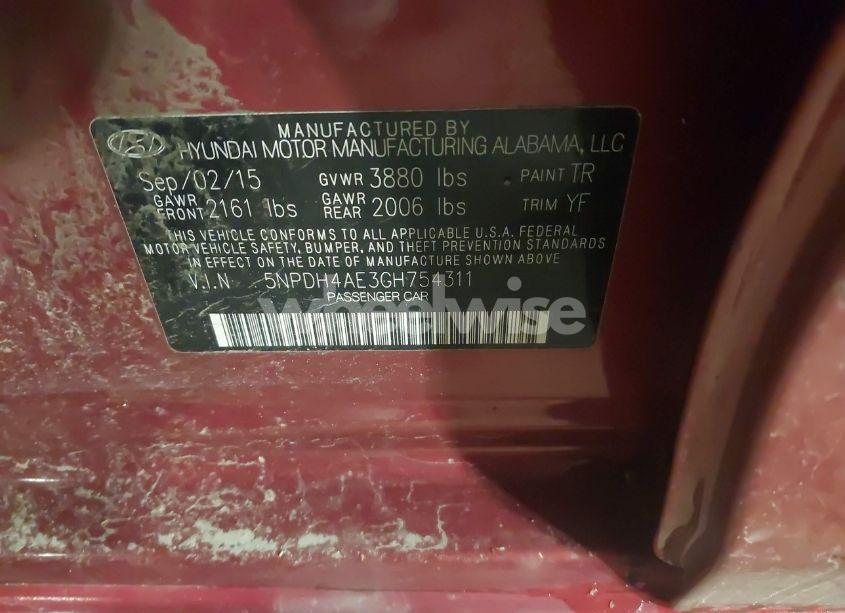 MANUFACTURED BY
HYUNDAI MOTOR MANUFACTURING ALABAMA, LLC
Sep/02/15 GVWR 3880 lbs PAINT TR
GAWR FRONT 2161 lbs GAWR REAR 2006 lbs TRIM YF
THIS VEHICLE CONFORMS TO ALL APPLICABLE U.S.A. FEDERAL
MOTOR VEHICLE SAFETY, BUMPER, AND THEFT PREVENTION STANDARDS
IN EFFECT ON THE DATE OF MANUFACTURE SHOWN ABOVE
V.I.N 5NPDH4AE3GH754311
PASSENGER CAR
wheelwise